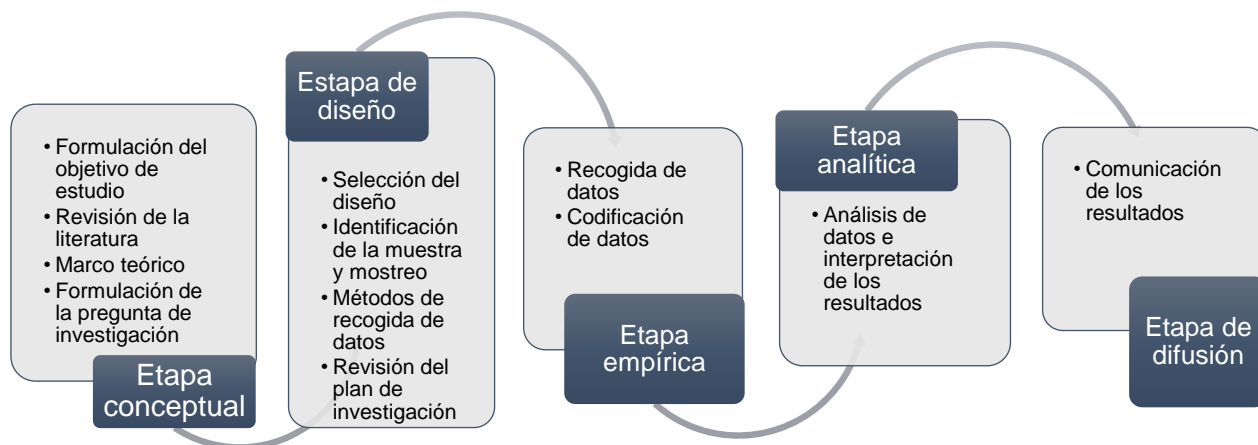 • Formulación del
objetivo de
estudio
• Revisión de la
literatura
• Marco teórico
• Formulación de
la pregunta de
investigación
Etapa
conceptual
Estapa de
diseño
• Selección del
diseño
• Identificación
de la muestra
y mostreo
• Métodos de
recogida de
datos
• Revisión del
plan de
investigación
• Recogida de
datos
• Codificación
de datos
Etapa
empírica
Etapa
analítica
• Análisis de
datos e
interpretación
de los
resultados
• Comunicación
de los
resultados
Etapa de
difusión